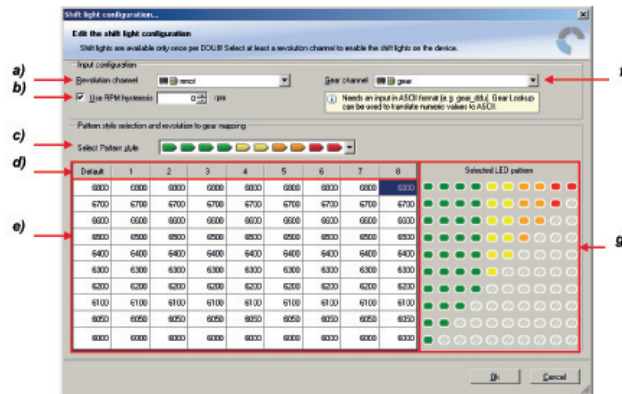 Shift light configuration...
Edit the shift light configuration
Shift lights are available only once per DDU8! Select at least a revolution channel to enable the shift lights on the device.
Input configuration
a)
Revolution channel
nmot
Gear channel
gear
f
b)
Use RPM hysteresis
0
rpm
Needs an input in ASCII format (e.g. gear_ddu). Gear Lookup
can be used to translate numeric values to ASCII.
Pattern style selection and revolution to gear mapping
c)
Select Pattern style
d)
Default 1 2 3 4 5 6 7 8
Selected LED pattern
6800 6800 6800 6800 6800 6800 6800 6800 6800
6700 6700 6700 6700 6700 6700 6700 6700 6700
6600 6600 6600 6600 6600 6600 6600 6600 6600
e)
6500 6500 6500 6500 6500 6500 6500 6500 6500
g
6400 6400 6400 6400 6400 6400 6400 6400 6400
6300 6300 6300 6300 6300 6300 6300 6300 6300
6200 6200 6200 6200 6200 6200 6200 6200 6200
6100 6100 6100 6100 6100 6100 6100 6100 6100
6050 6050 6050 6050 6050 6050 6050 6050 6050
6000 6000 6000 6000 6000 6000 6000 6000 6000
Ok
Cancel